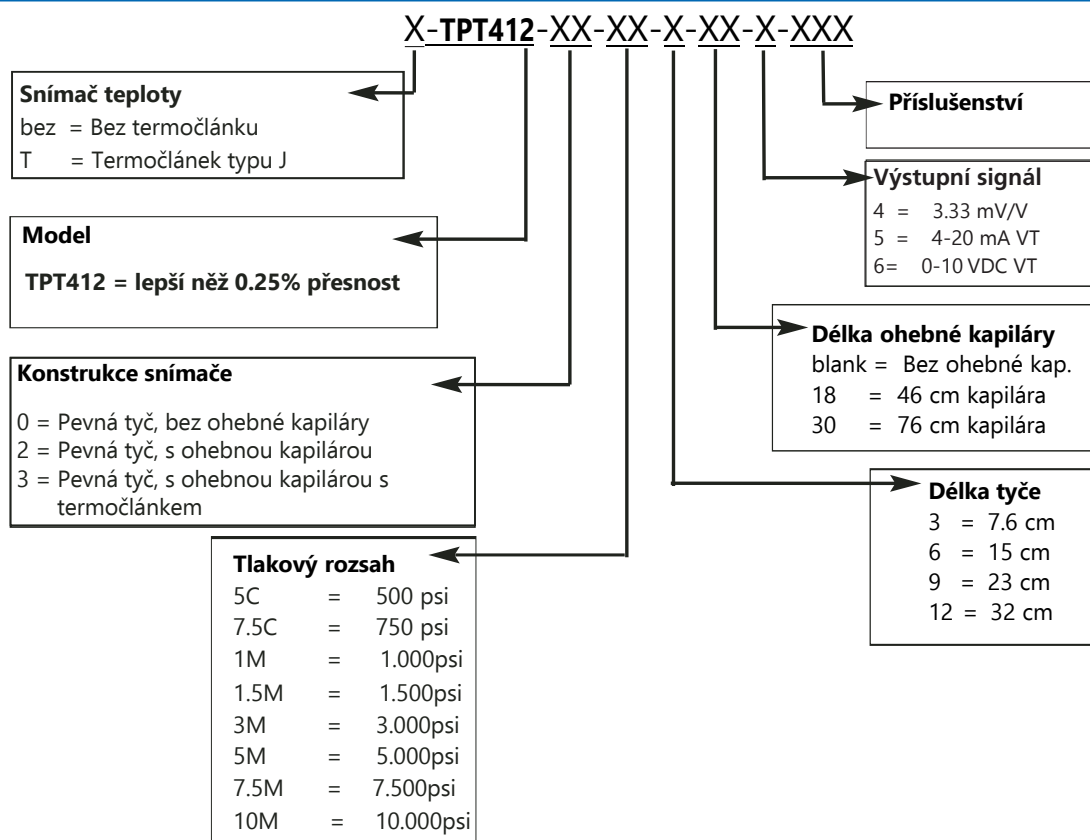 X-TPT412-XX-XX-X-XX-X-XXX
Snímač teploty
bez = Bez termočlánku
T = Termočlánek typu J
Model
TPT412 = lepší něž 0.25% přesnost
Konstrukce snímače
0 = Pevná tyč, bez ohebné kapiláry
2 = Pevná tyč, s ohebnou kapilárou
3 = Pevná tyč, s ohebnou kapilárou s
termočlánkem
Tlakový rozsah
5C = 500 psi
7.5C = 750 psi
1M = 1.000psi
1.5M = 1.500psi
3M = 3.000psi
5M = 5.000psi
7.5M = 7.500psi
10M = 10.000psi
Příslušenství
Výstupní signál
4 = 3.33 mV/V
5 = 4-20 mA VT
6= 0-10 VDC VT
Délka ohebné kapiláry
blank = Bez ohebné kap.
18 = 46 cm kapilára
30 = 76 cm kapilára
Délka tyče
3 = 7.6 cm
6 = 15 cm
9 = 23 cm
12 = 32 cm